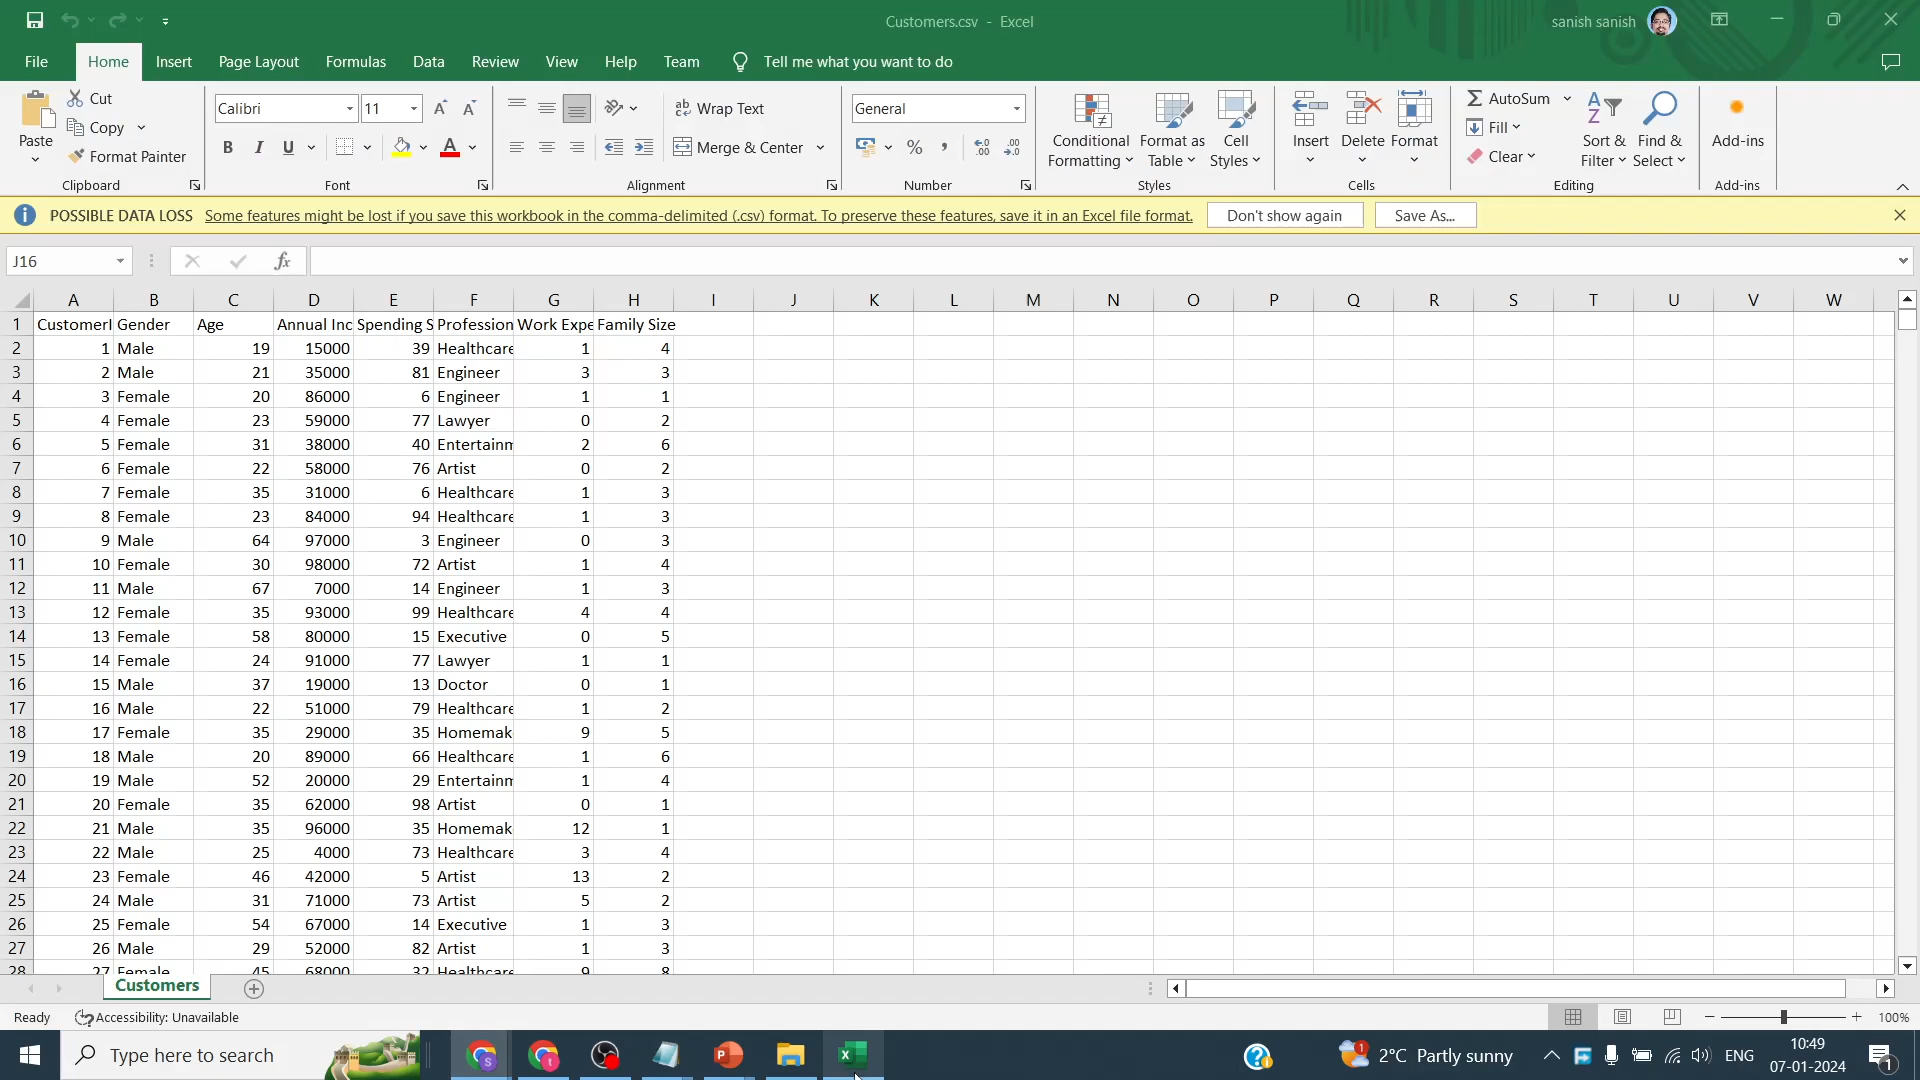 Customers.csv - Excel
sanish sanish
File Home Insert Page Layout Formulas Data Review View Help Team Tell me what you want to do
Paste
Cut
Copy
Format Painter
Clipboard
Calibri 11
B I U
Font
Wrap Text
Merge & Center
Alignment
General
Number
Conditional Formatting
Format as Table
Cell Styles
Styles
Insert Delete Format
Cells
AutoSum
Fill
Clear
Sort & Filter
Find & Select
Editing
Add-ins
Add-ins
POSSIBLE DATA LOSS Some features might be lost if you save this workbook in the comma-delimited (.csv) format. To preserve these features, save it in an Excel file format. Don't show again Save As...
J16 fx
A B C D E F G H I J K L M N O P Q R S T U V W
1 CustomerI Gender Age Annual Inc Spending S Profession Work Expe Family Size
2 1 Male 19 15000 39 Healthcare 1 4
3 2 Male 21 35000 81 Engineer 3 3
4 3 Female 20 86000 6 Engineer 1 1
5 4 Female 23 59000 77 Lawyer 0 2
6 5 Female 31 38000 40 Entertainm 2 6
7 6 Female 22 58000 76 Artist 0 2
8 7 Female 35 31000 6 Healthcare 1 3
9 8 Female 23 84000 94 Healthcare 1 3
10 9 Male 64 97000 3 Engineer 0 3
11 10 Female 30 98000 72 Artist 1 4
12 11 Male 67 7000 14 Engineer 1 3
13 12 Female 35 93000 99 Healthcare 4 4
14 13 Female 58 80000 15 Executive 0 5
15 14 Female 24 91000 77 Lawyer 1 1
16 15 Male 37 19000 13 Doctor 0 1
17 16 Male 22 51000 79 Healthcare 1 2
18 17 Female 35 29000 35 Homemak 9 5
19 18 Male 20 89000 66 Healthcare 1 6
20 19 Male 52 20000 29 Entertainm 1 4
21 20 Female 35 62000 98 Artist 0 1
22 21 Male 35 96000 35 Homemak 12 1
23 22 Male 25 4000 73 Healthcare 3 4
24 23 Female 46 42000 5 Artist 13 2
25 24 Male 31 71000 73 Artist 5 2
26 25 Female 54 67000 14 Executive 1 3
27 26 Male 29 52000 82 Artist 1 3
28 27 Female 45 68000 32 Healthcare 9 8
Customers
Ready Accessibility: Unavailable 100%
Type here to search
2°C Partly sunny
ENG
10:49
07-01-2024
1